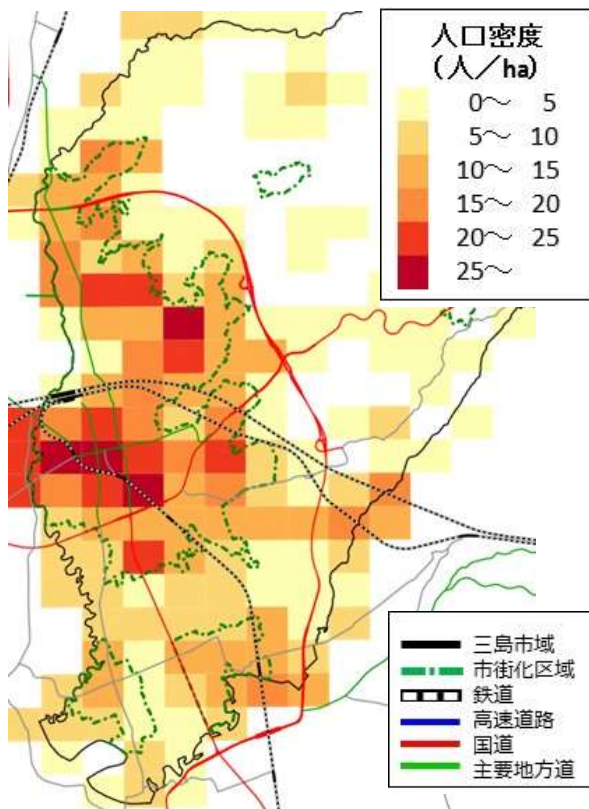 人口密度
(人／ha)
0～ 5
5～ 10
10～ 15
15～ 20
20～ 25
25～
三島市域
市街化区域
鉄道
高速道路
国道
主要地方道